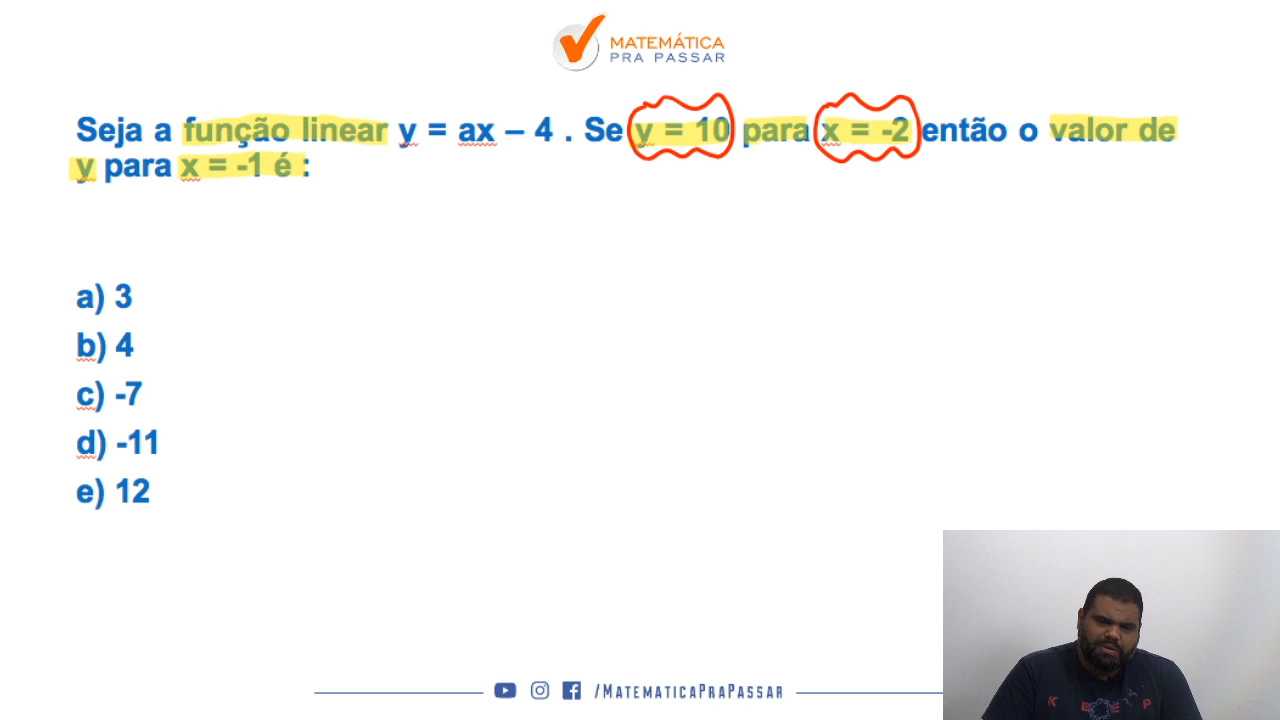 MATEMÁTICA
PRA PASSAR
Seja a função linear y = ax – 4 . Se y = 10 para x = -2 então o valor de
y para x = -1 é :
a) 3
b) 4
c) -7
d) -11
e) 12
/MATEMATICAPRAPASSAR
K E E P